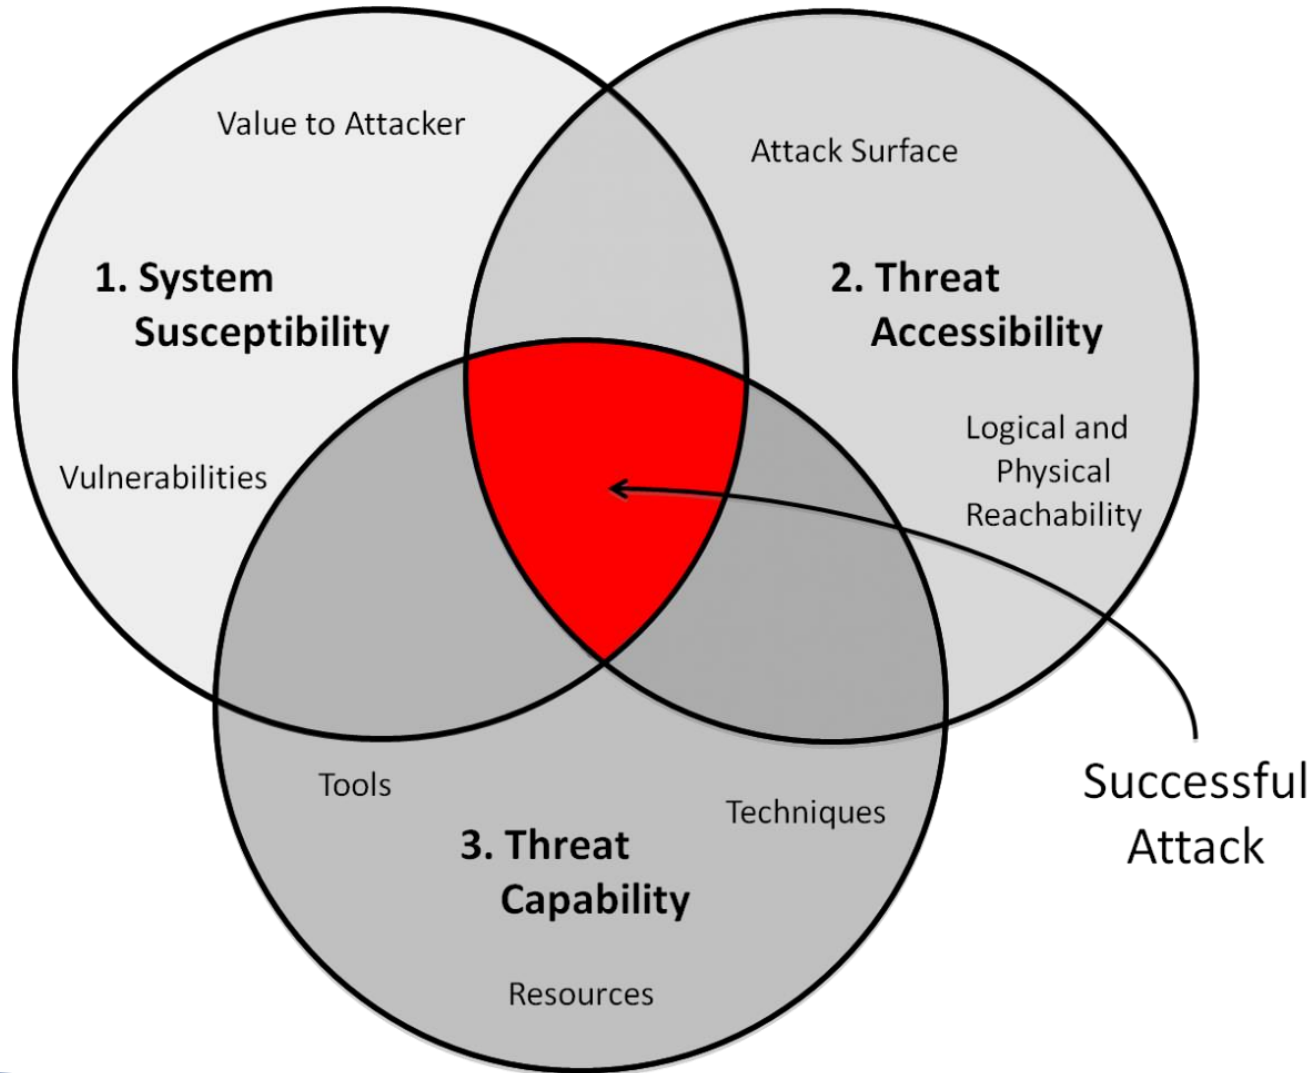 Value to Attacker
1. System
Susceptibility
Vulnerabilities
Attack Surface
2. Threat
Accessibility
Logical and
Physical
Reachability
Tools
Techniques
3. Threat
Capability
Resources
Successful
Attack